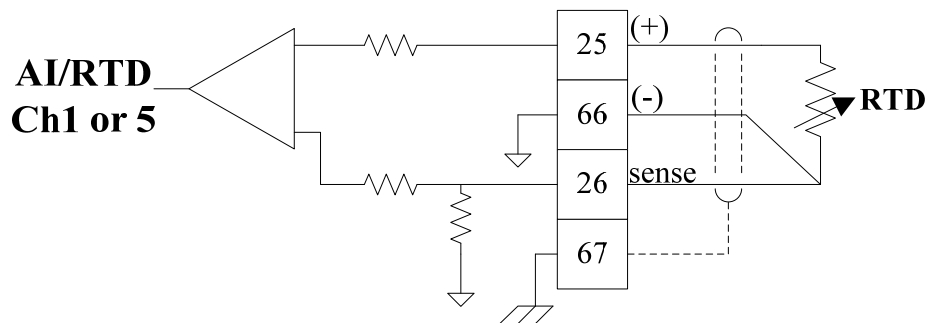 AI/RTD
Ch1 or 5
25 (+)
66 (-)
26 sense
67
RTD